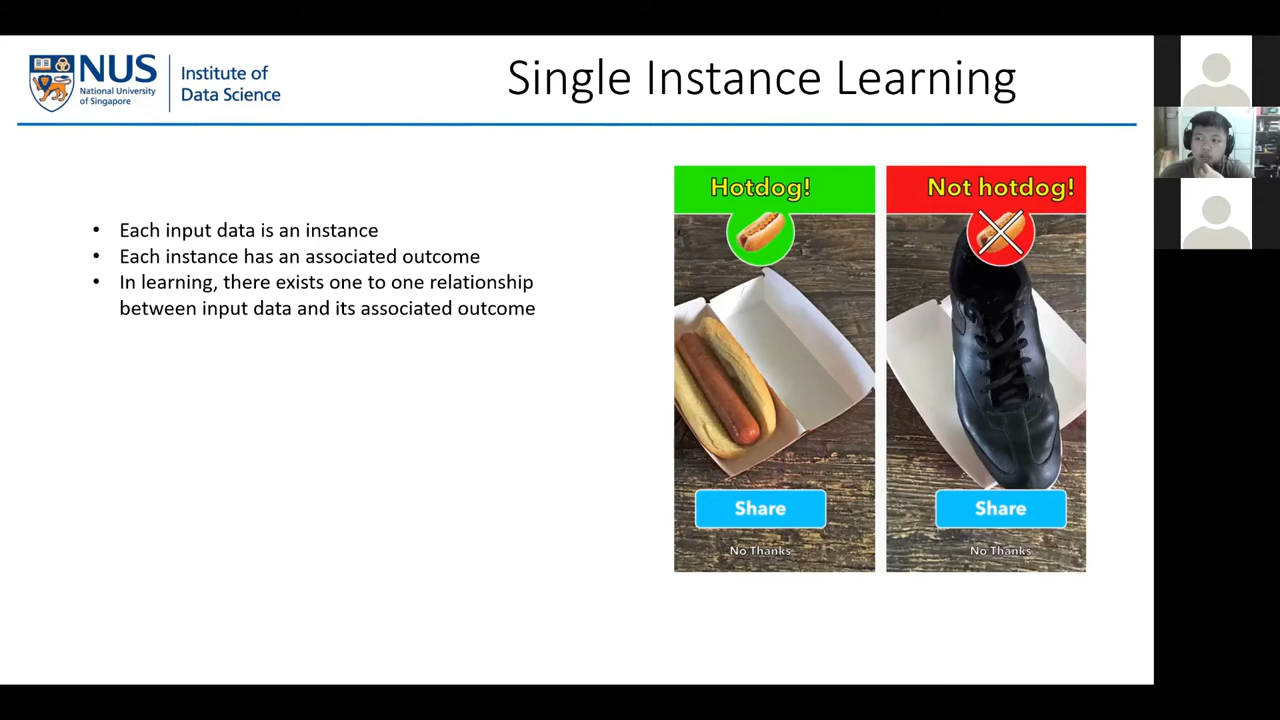 NUS
National University
of Singapore
Institute of
Data Science
Single Instance Learning
• Each input data is an instance
• Each instance has an associated outcome
• In learning, there exists one to one relationship
between input data and its associated outcome
Hotdog!
Share
No Thanks
Not hotdog!
Share
No Thanks